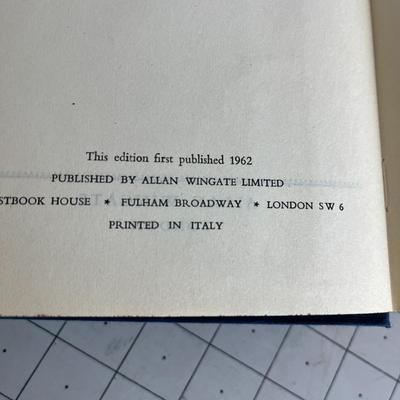 This edition first published 1962
PUBLISHED BY ALLAN WINGATE LIMITED
STBOOK HOUSE * FULHAM BROADWAY * LONDON SW 6
PRINTED IN ITALY